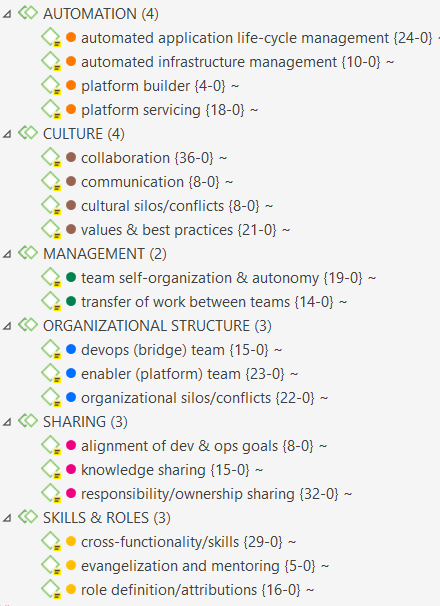 AUTOMATION (4)
automated application life-cycle management {24-0} ~
automated infrastructure management {10-0} ~
platform builder {4-0} ~
platform servicing {18-0} ~
CULTURE (4)
collaboration {36-0} ~
communication {8-0} ~
cultural silos/conflicts {8-0} ~
values & best practices {21-0} ~
MANAGEMENT (2)
team self-organization & autonomy {19-0} ~
transfer of work between teams {14-0} ~
ORGANIZATIONAL STRUCTURE (3)
devops (bridge) team {15-0} ~
enabler (platform) team {23-0} ~
organizational silos/conflicts {22-0} ~
SHARING (3)
alignment of dev & ops goals {8-0} ~
knowledge sharing {15-0} ~
responsibility/ownership sharing {32-0} ~
SKILLS & ROLES (3)
cross-functionality/skills {29-0} ~
evangelization and mentoring {5-0} ~
role definition/attributions {16-0} ~